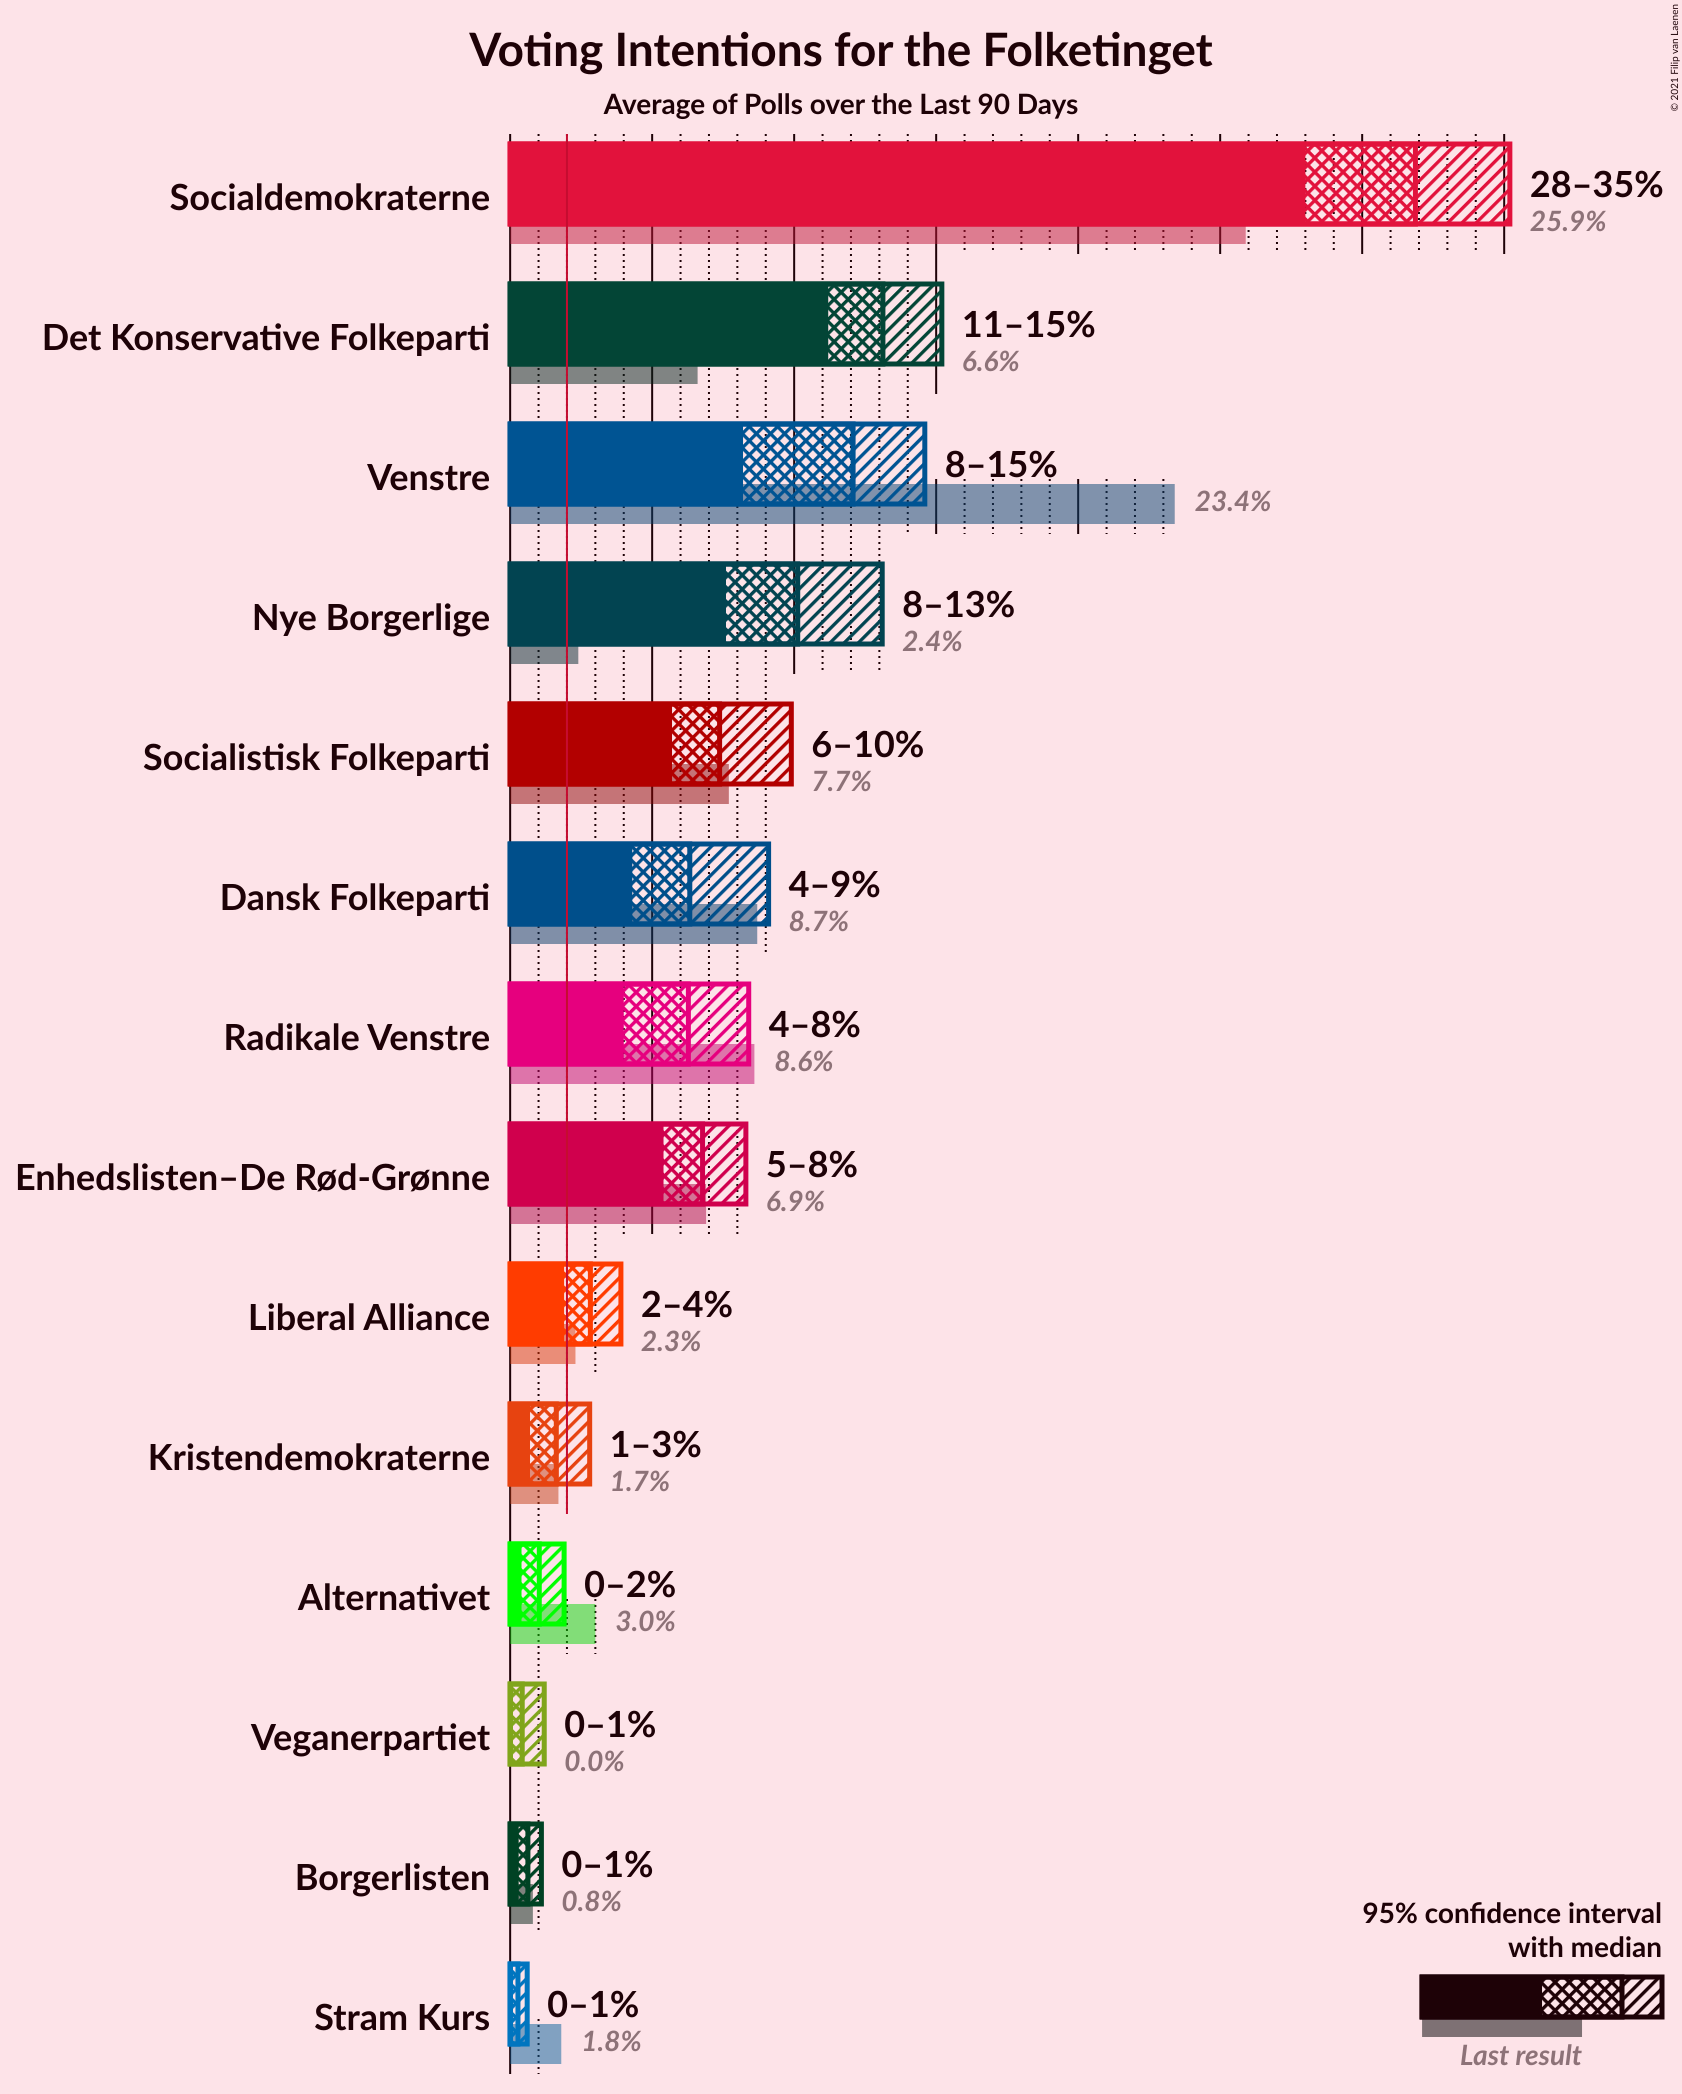 © 2021 Filip van Laenen
Voting Intentions for the Folketinget
Average of Polls over the Last 90 Days
Socialdemokraterne
28–35%
25.9%
Det Konservative Folkeparti
11–15%
6.6%
Venstre
8–15%
23.4%
Nye Borgerlige
8–13%
2.4%
Socialistisk Folkeparti
6–10%
7.7%
Dansk Folkeparti
4–9%
8.7%
Radikale Venstre
4–8%
8.6%
Enhedslisten–De Rød-Grønne
5–8%
6.9%
Liberal Alliance
2–4%
2.3%
Kristendemokraterne
1–3%
1.7%
Alternativet
0–2%
3.0%
Veganerpartiet
0–1%
0.0%
Borgerlisten
0–1%
0.8%
Stram Kurs
0–1%
1.8%
95% confidence interval
with median
Last result